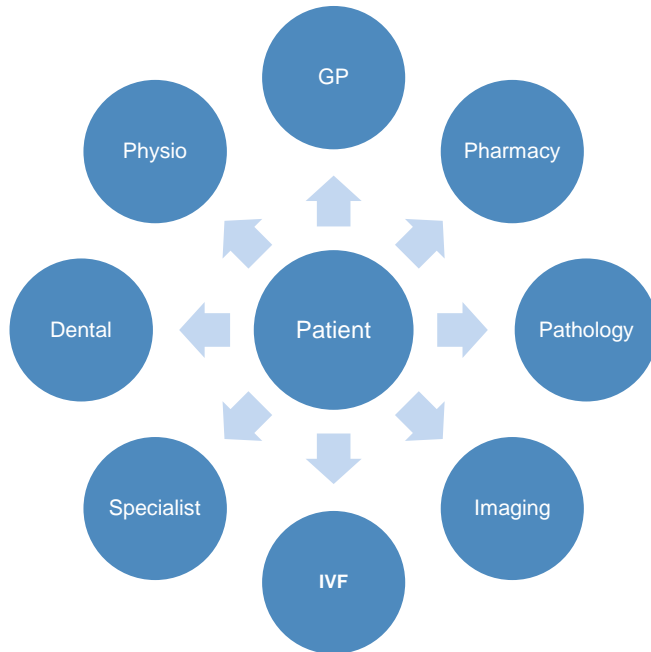 GP
Physio
Pharmacy
Dental
Patient
Pathology
Specialist
Imaging
IVF